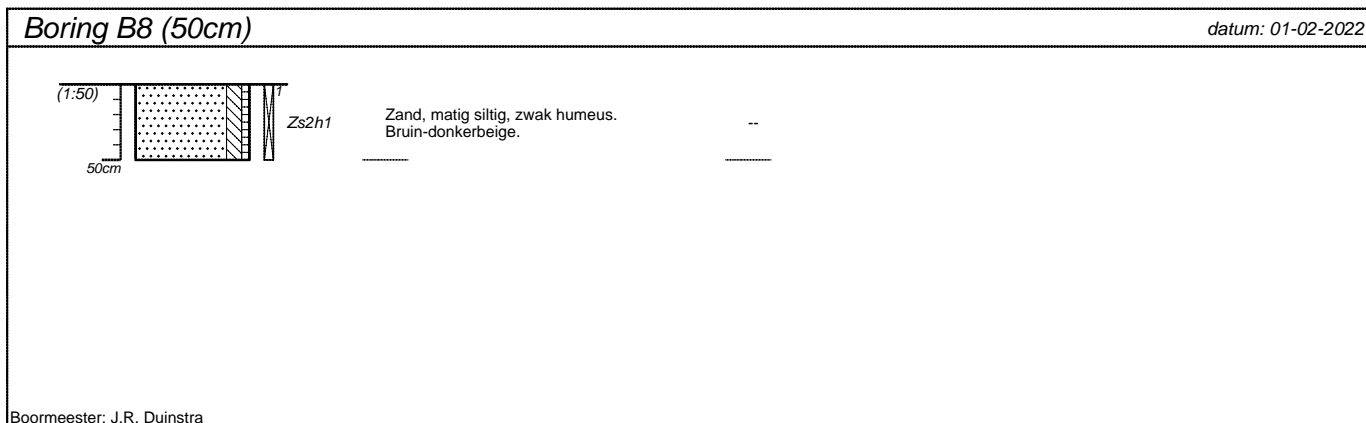 Boring B8 (50cm)
datum: 01-02-2022
(1:50)
1
Zs2h1
Zand, matig siltig, zwak humeus.
Bruin-donkerbeige.
--
50cm
Boormeester: J.R. Duinstra